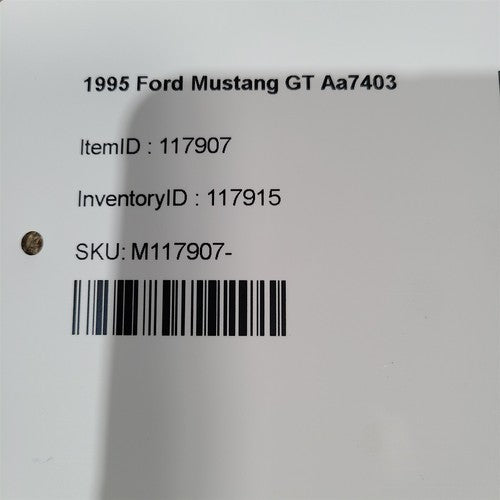 1995 Ford Mustang GT Aa7403
ItemID : 117907
InventoryID : 117915
SKU: M117907-